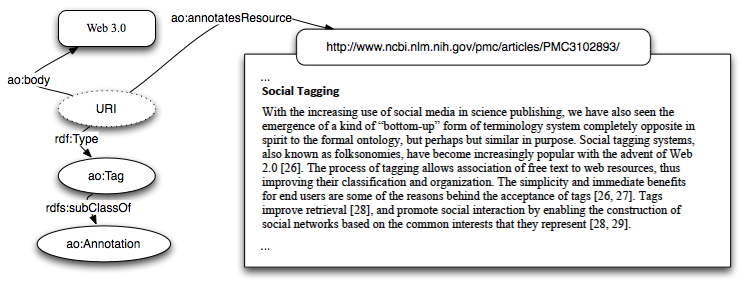 Web 3.0
ao:annotatesResource
http://www.ncbi.nlm.nih.gov/pmc/articles/PMC3102893/
ao:body
URI
rdf:Type
ao:Tag
rdfs:subClassOf
ao:Annotation
...
Social Tagging
With the increasing use of social media in science publishing, we have also seen the
emergence of a kind of “bottom-up” form of terminology system completely opposite in
spirit to the formal ontology, but perhaps but similar in purpose. Social tagging systems,
also known as folksonomies, have become increasingly popular with the advent of Web
2.0 [26]. The process of tagging allows association of free text to web resources, thus
improving their classification and organization. The simplicity and immediate benefits
for end users are some of the reasons behind the acceptance of tags [26, 27]. Tags
improve retrieval [28], and promote social interaction by enabling the construction of
social networks based on the common interests that they represent [28, 29].
...